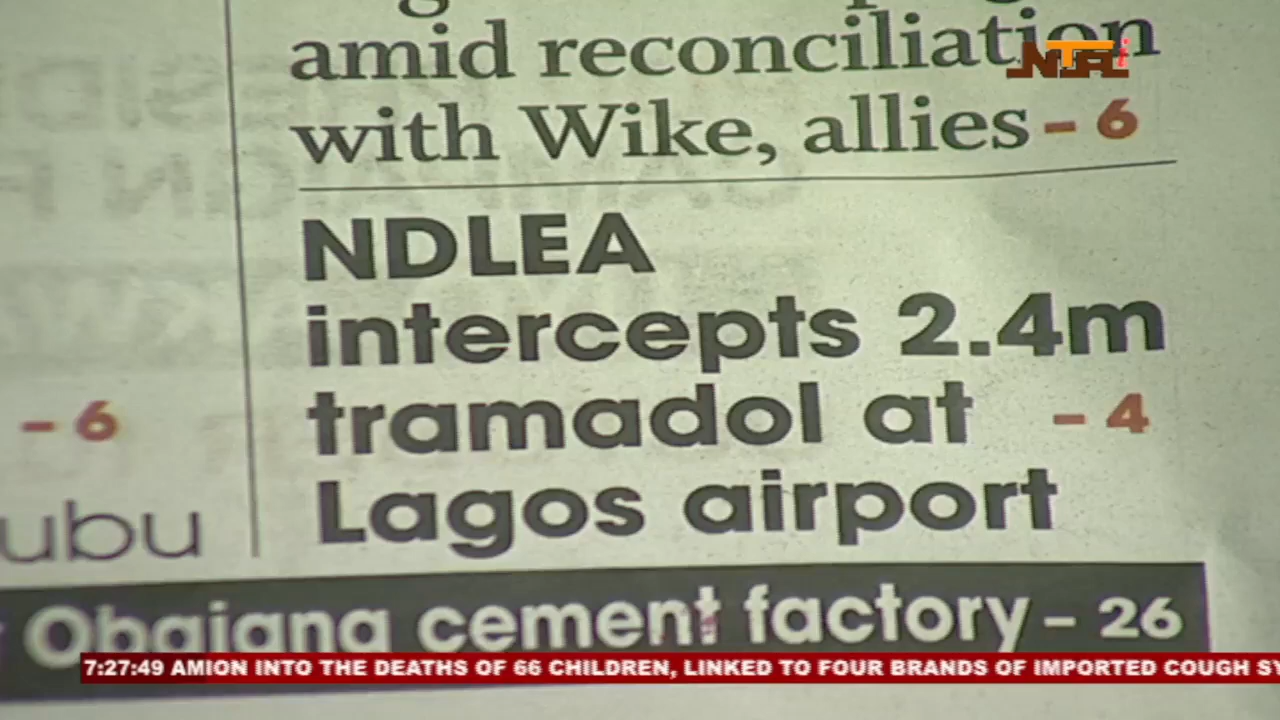 amid reconciliation
with Wike, allies – 6
NDLEA
intercepts 2.4m
tramadol at – 4
Lagos airport
– 6
ubu
Obajana cement factory – 26
NTAi
7:27:49 AMION INTO THE DEATHS OF 66 CHILDREN, LINKED TO FOUR BRANDS OF IMPORTED COUGH SY